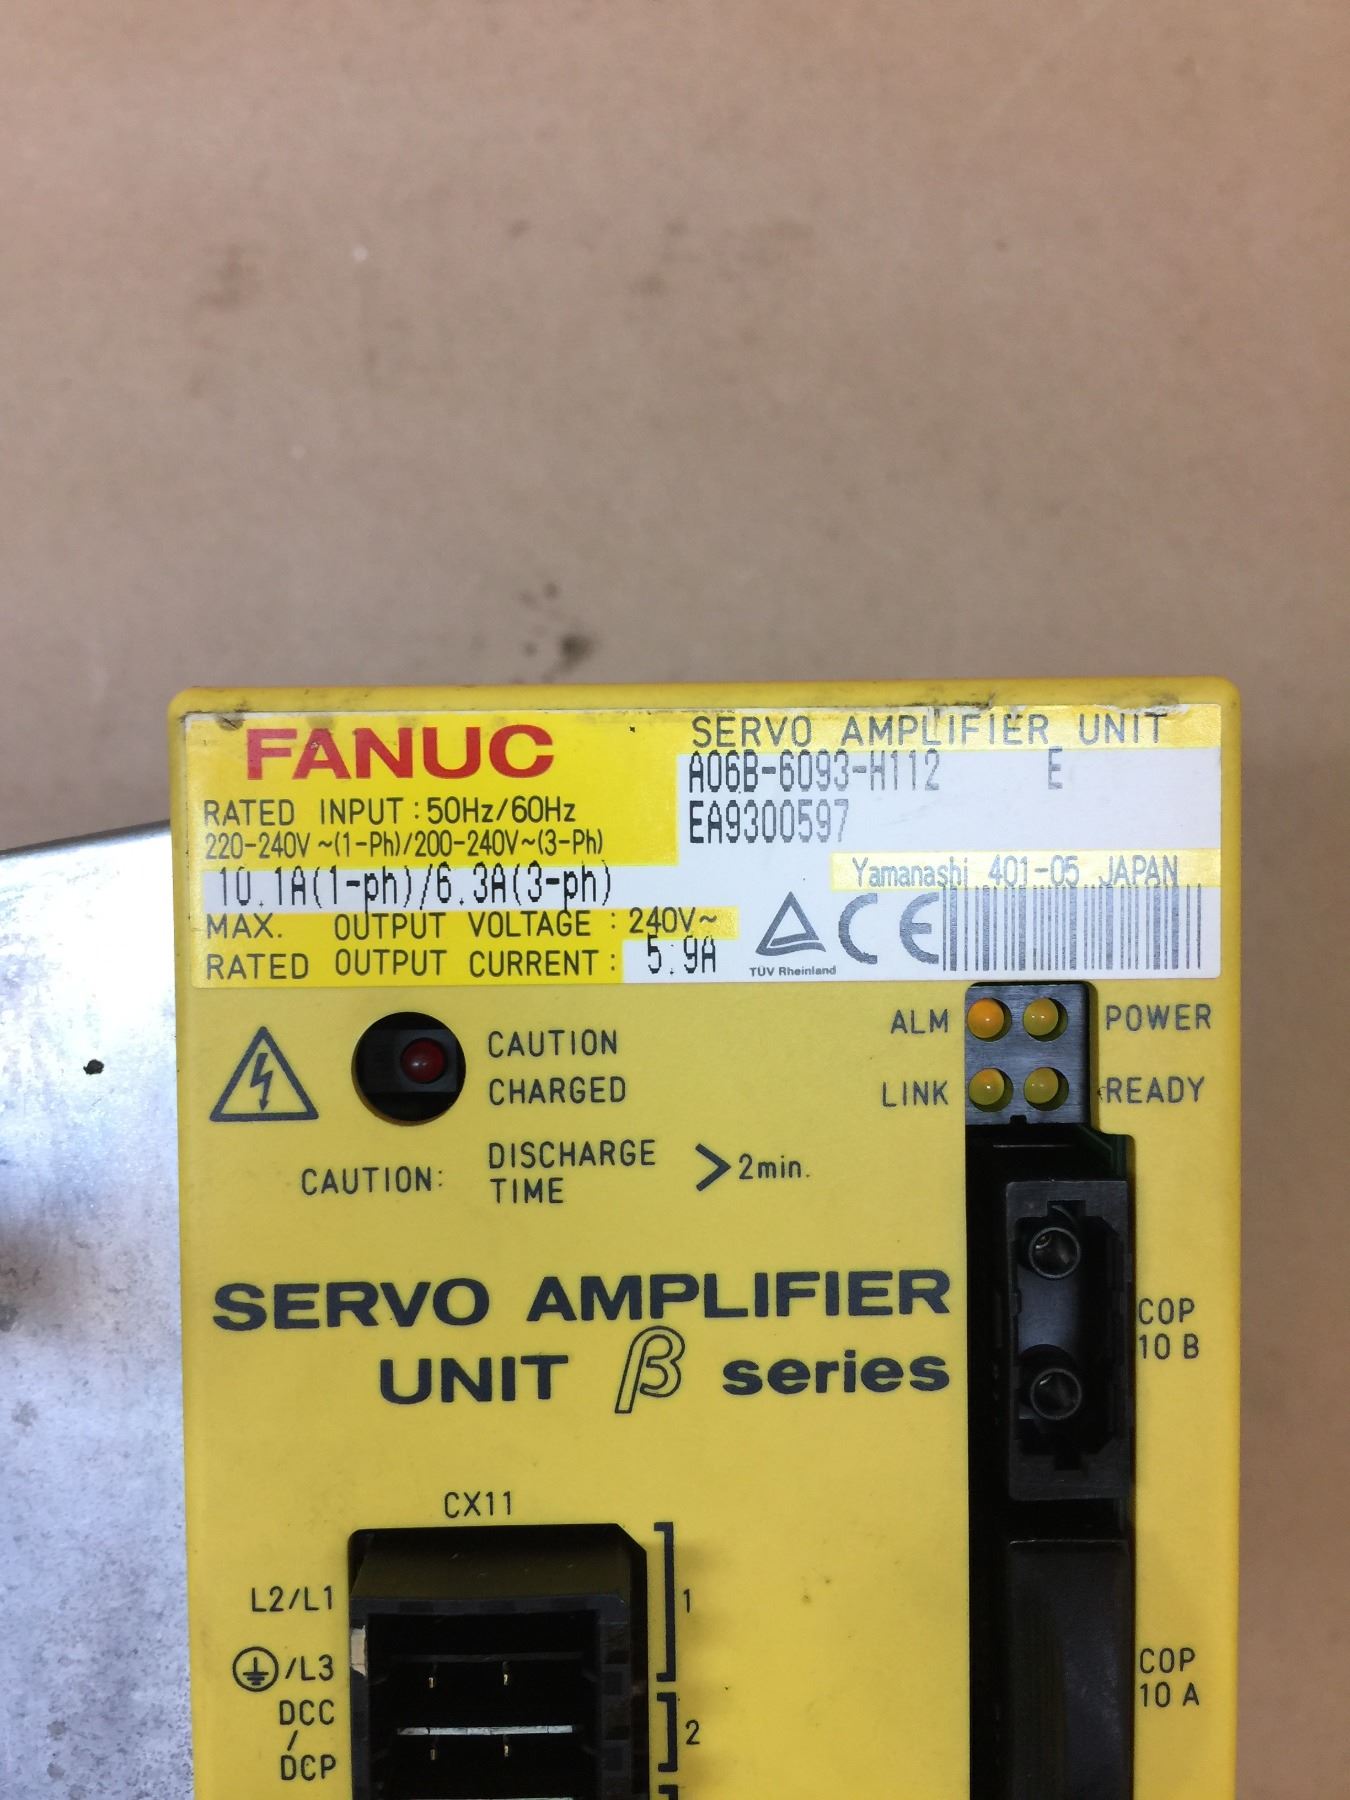 FANUC
SERVO AMPLIFIER UNIT
A06B-6093-H112 E
EA9300597
RATED INPUT : 50Hz/60Hz
220-240V ~(1-Ph)/200-240V~(3-Ph)
10.1A(1-ph)/6.3A(3-ph)
MAX. OUTPUT VOLTAGE : 240V~
RATED OUTPUT CURRENT : 5.9A
Yamanashi 401-05 JAPAN
TÜV Rheinland
CE
ALM
POWER
LINK
READY
CAUTION
CHARGED
CAUTION: DISCHARGE TIME > 2min.
SERVO AMPLIFIER
UNIT β series
COP
10 B
CX11
L2/L1
1
/L3
DCC
/
DCP
2
COP
10 A